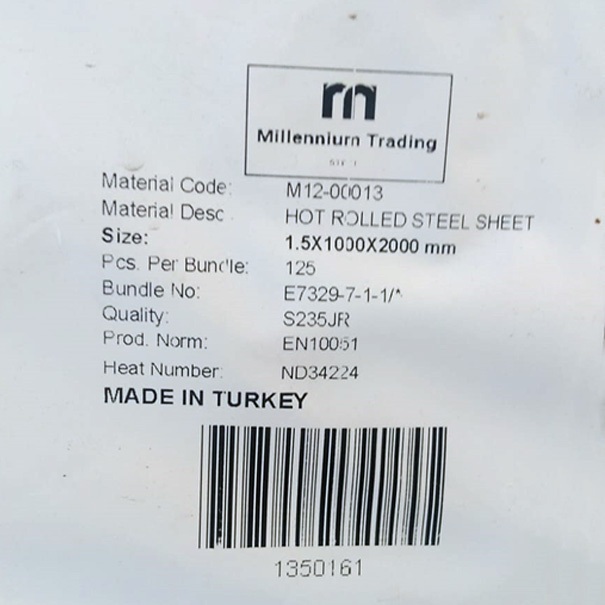 Millennium Trading
Material Code: M12-00013
Material Desc. HOT ROLLED STEEL SHEET
Size: 1.5X1000X2000 mm
Pcs. Per Bundle: 125
Bundle No: E7329-7-1-1/*
Quality: S235JR
Prod. Norm: EN10051
Heat Number: ND34224
MADE IN TURKEY
1350161